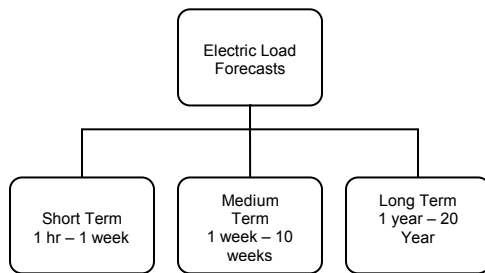 Electric Load
Forecasts
Short Term
1 hr – 1 week
Medium
Term
1 week – 10
weeks
Long Term
1 year – 20
Year